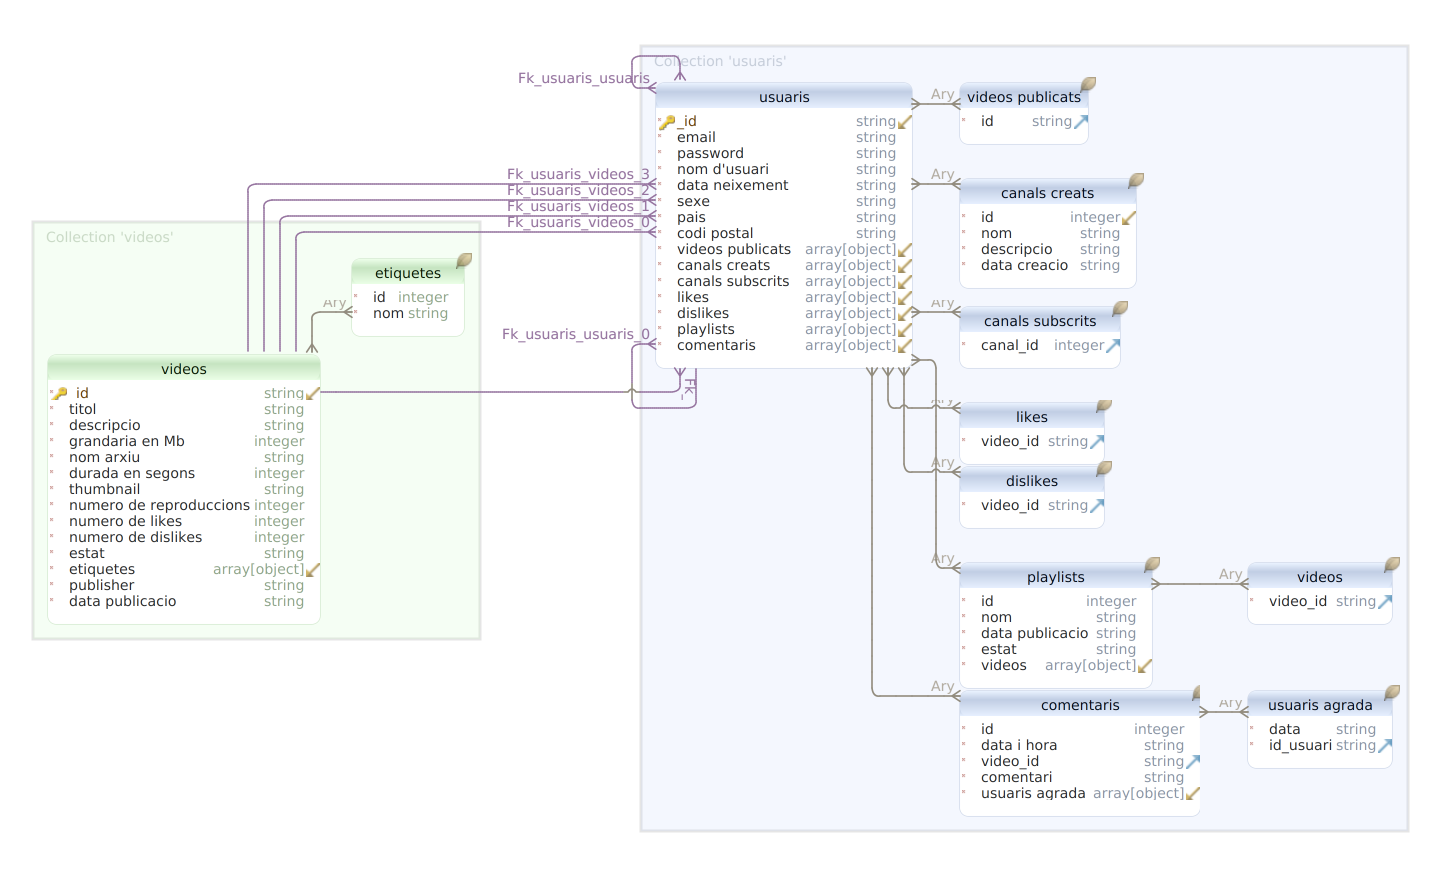 Collection 'usuaris'
Fk_usuaris_usuaris
usuaris
_id string
email string
password string
nom d'usuari string
data neixement string
sexe string
pais string
codi postal string
videos publicats array[object]
canals creats array[object]
canals subscrits array[object]
likes array[object]
dislikes array[object]
playlists array[object]
comentaris array[object]
Ary
videos publicats
id string
Ary
canals creats
id integer
nom string
descripcio string
data creacio string
Ary
canals subscrits
canal_id integer
Ary
likes
video_id string
Ary
dislikes
video_id string
Ary
playlists
id integer
nom string
data publicacio string
estat string
videos array[object]
Ary
videos
video_id string
Ary
comentaris
id integer
data i hora string
video_id string
comentari string
usuaris agrada array[object]
Ary
usuaris agrada
data string
id_usuari string
Fk_usuaris_videos_3
Fk_usuaris_videos_2
Fk_usuaris_videos_1
Fk_usuaris_videos_0
Fk_usuaris_usuaris_0
Fk_
Collection 'videos'
etiquetes
id integer
nom string
Ary
videos
id string
titol string
descripcio string
grandaria en Mb integer
nom arxiu string
durada en segons integer
thumbnail string
numero de reproduccions integer
numero de likes integer
numero de dislikes integer
estat string
etiquetes array[object]
publisher string
data publicacio string